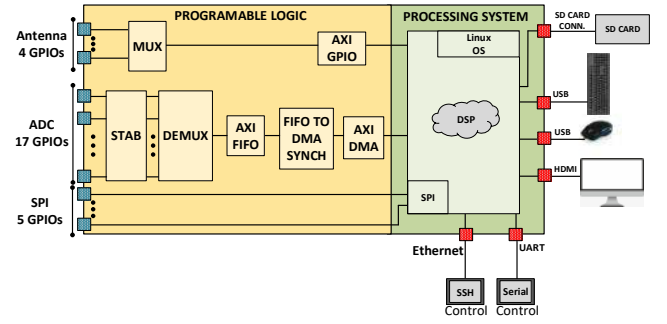 PROGRAMABLE LOGIC
PROCESSING SYSTEM
Antenna
4 GPIOs
MUX
AXI
GPIO
Linux
OS
SD CARD
CONN.
SD CARD
ADC
17 GPIOs
STAB
DEMUX
AXI
FIFO
FIFO TO
DMA
SYNCH
AXI
DMA
DSP
USB
USB
HDMI
SPI
5 GPIOs
SPI
Ethernet
UART
SSH
Control
Serial
Control